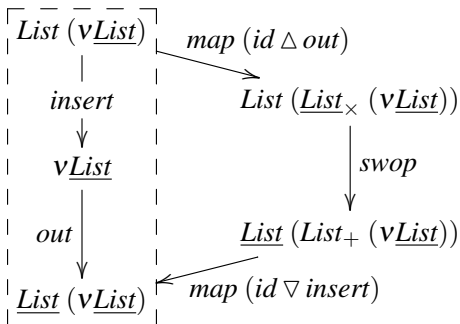 List (νList)
map (id △ out)
insert
List (List× (νList))
νList
swop
out
List (List+ (νList))
List (νList)
map (id ▽ insert)